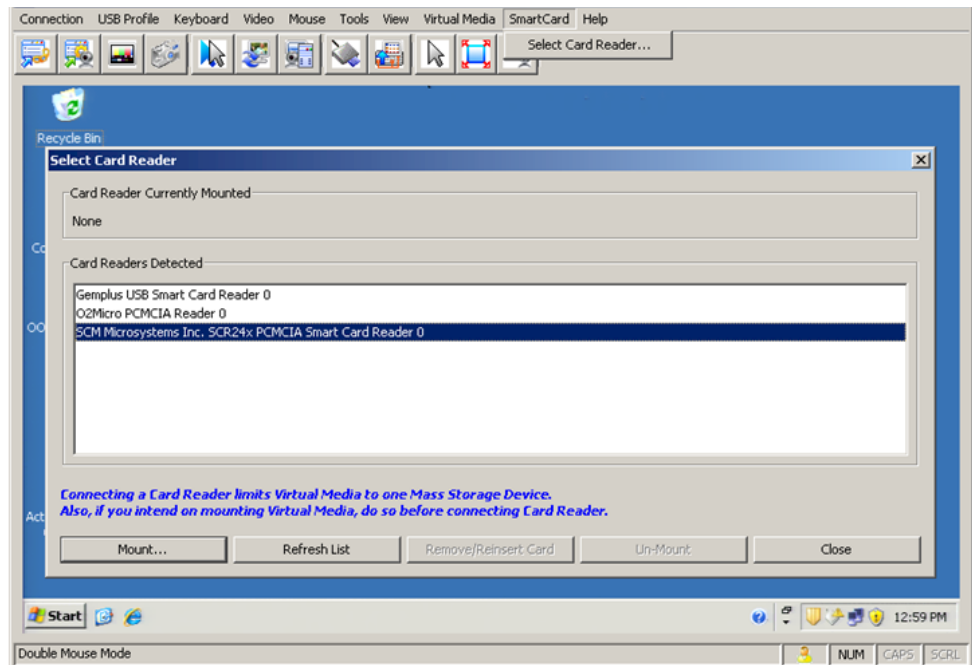 Connection USB Profile Keyboard Video Mouse Tools View Virtual Media SmartCard Help
Select Card Reader...
Recycle Bin
Select Card Reader
Card Reader Currently Mounted
None
Co
Card Readers Detected
Gemplus USB Smart Card Reader 0
O2Micro PCMCIA Reader 0
OO
SCM Microsystems Inc. SCR24x PCMCIA Smart Card Reader 0
Connecting a Card Reader limits Virtual Media to one Mass Storage Device.
Also, if you intend on mounting Virtual Media, do so before connecting Card Reader.
Act
Mount... Refresh List Remove/Reinsert Card Un-Mount Close
Start 12:59 PM
Double Mouse Mode NUM CAPS SCRL